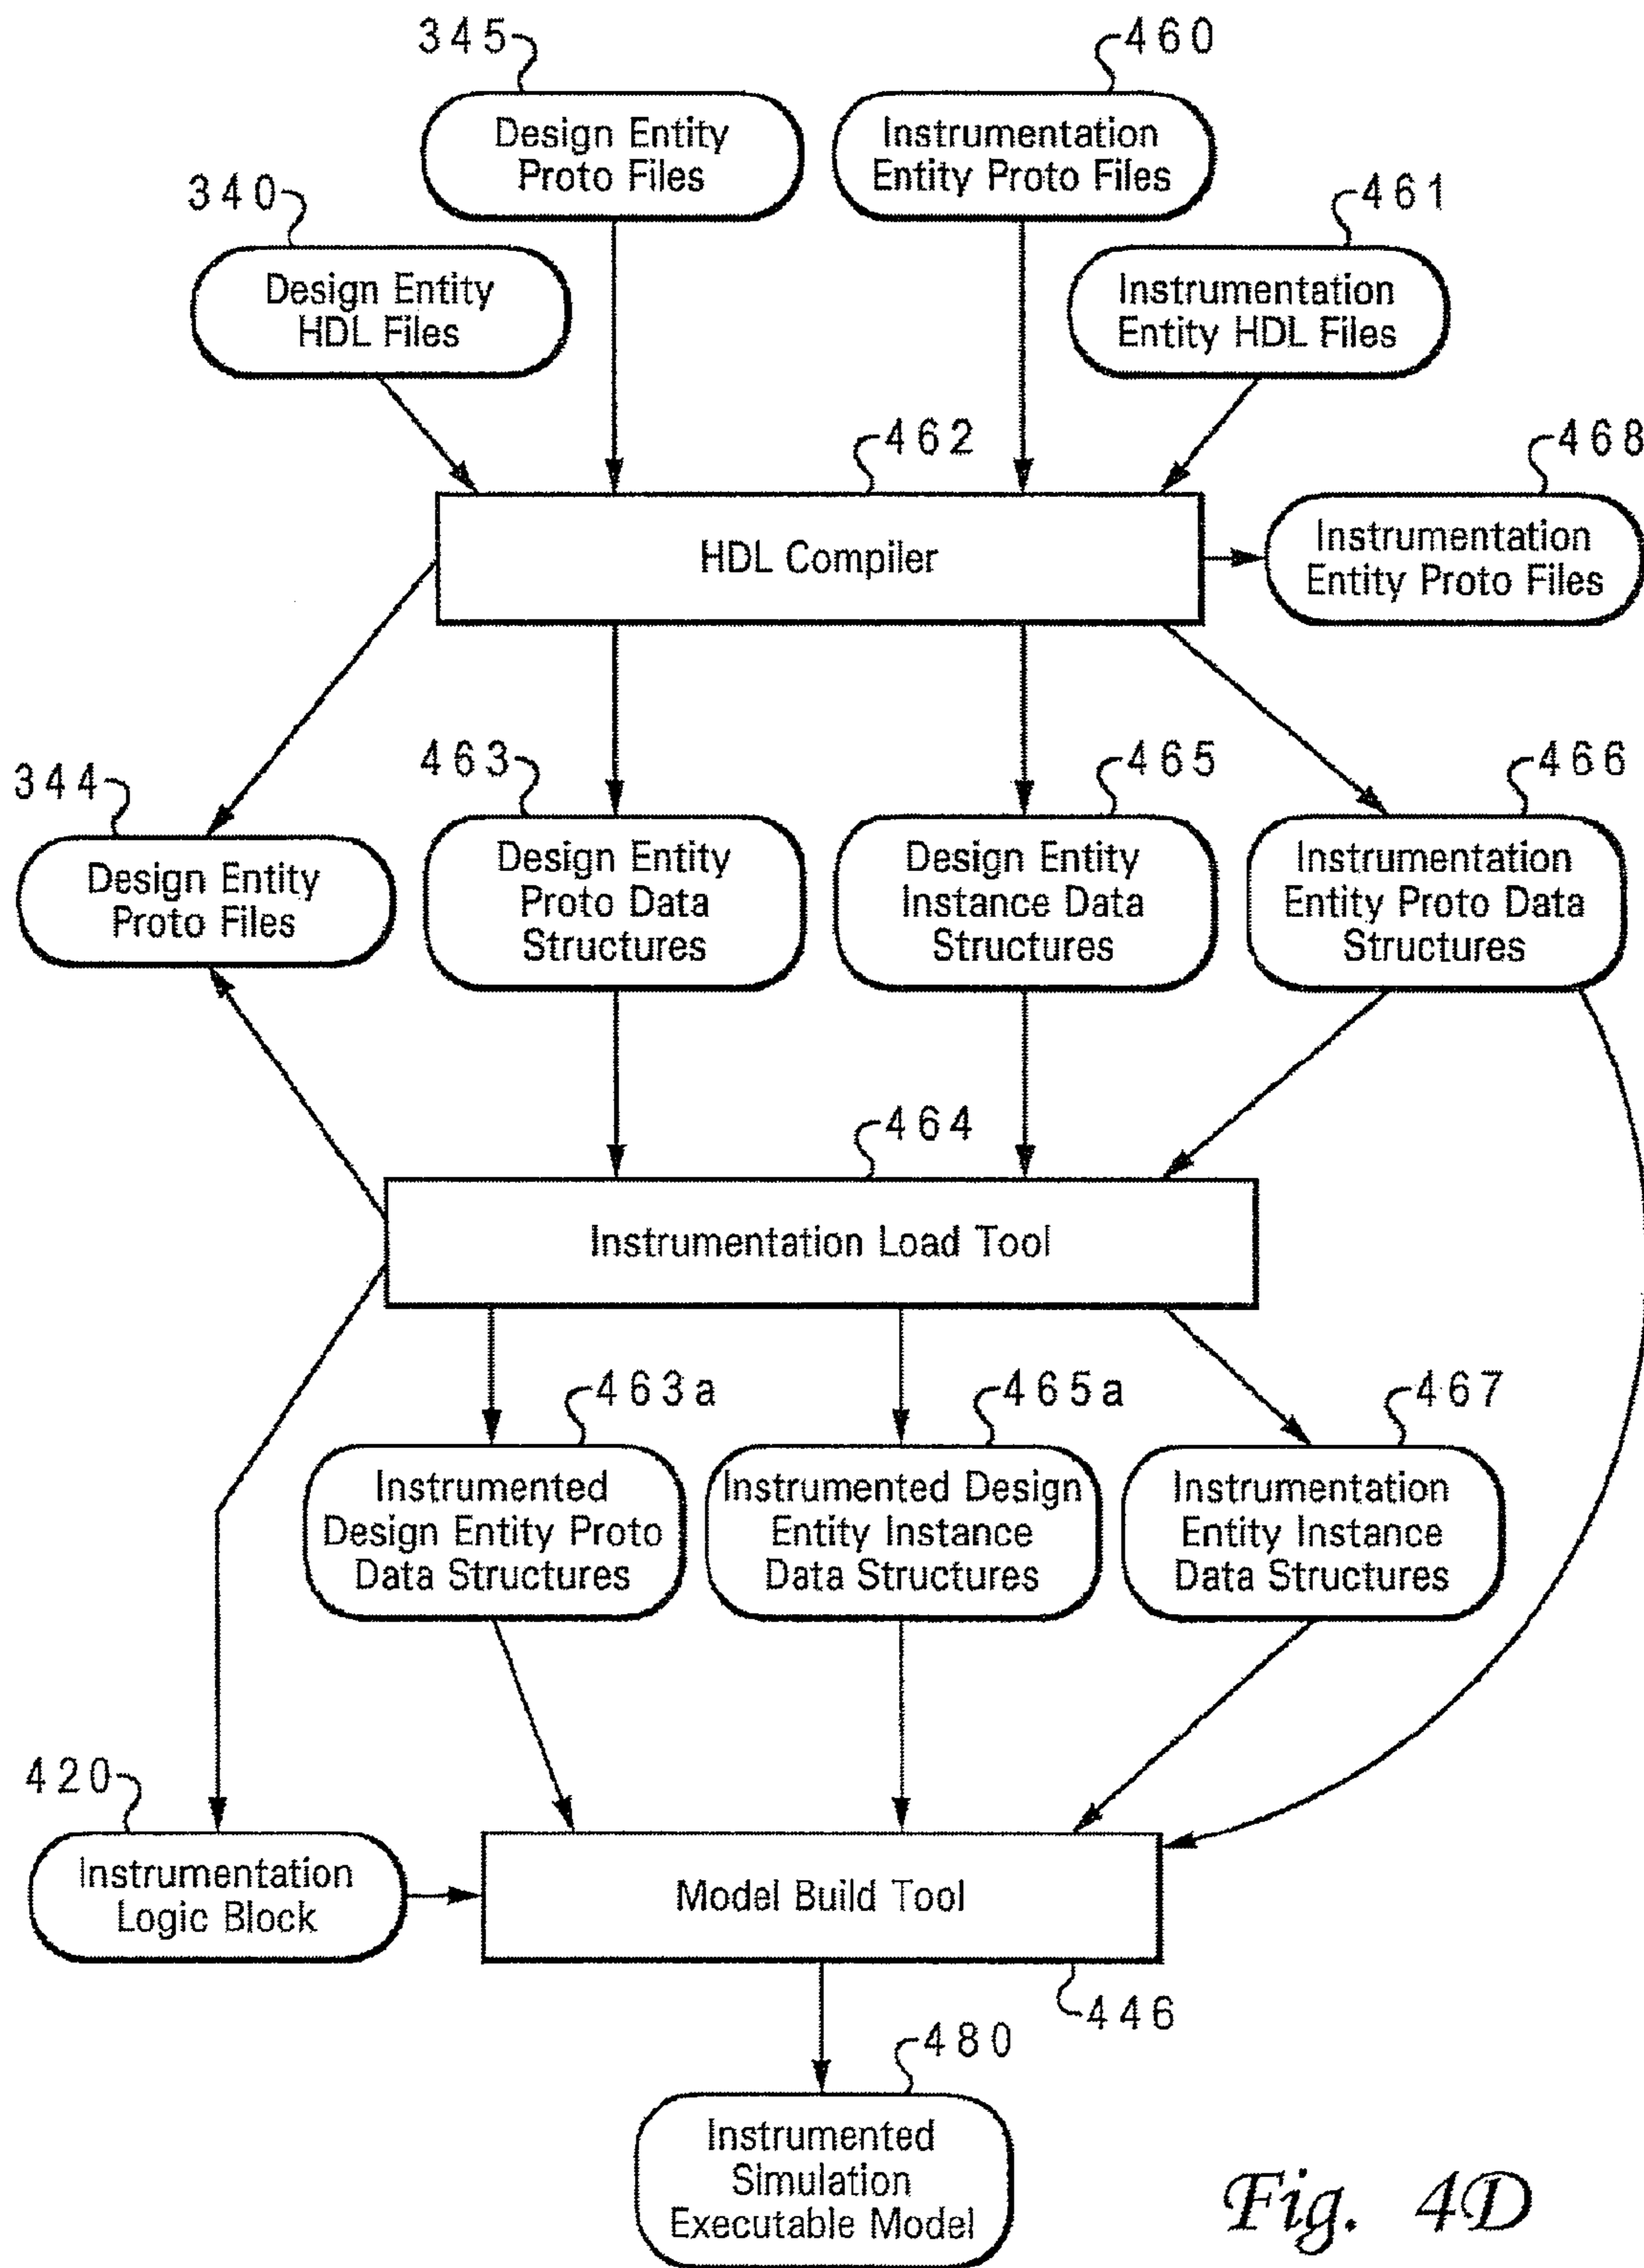 345
460
Design Entity
Proto Files
Instrumentation
Entity Proto Files
340
461
Design Entity
HDL Files
Instrumentation
Entity HDL Files
462
468
HDL Compiler
Instrumentation
Entity Proto Files
344
463
465
466
Design Entity
Proto Files
Design Entity
Proto Data
Structures
Design Entity
Instance Data
Structures
Instrumentation
Entity Proto Data
Structures
464
Instrumentation Load Tool
463a
465a
467
Instrumented
Design Entity Proto
Data Structures
Instrumented Design
Entity Instance
Data Structures
Instrumentation
Entity Instance
Data Structures
420
Instrumentation
Logic Block
Model Build Tool
446
480
Instrumented
Simulation
Executable Model
Fig. 4D